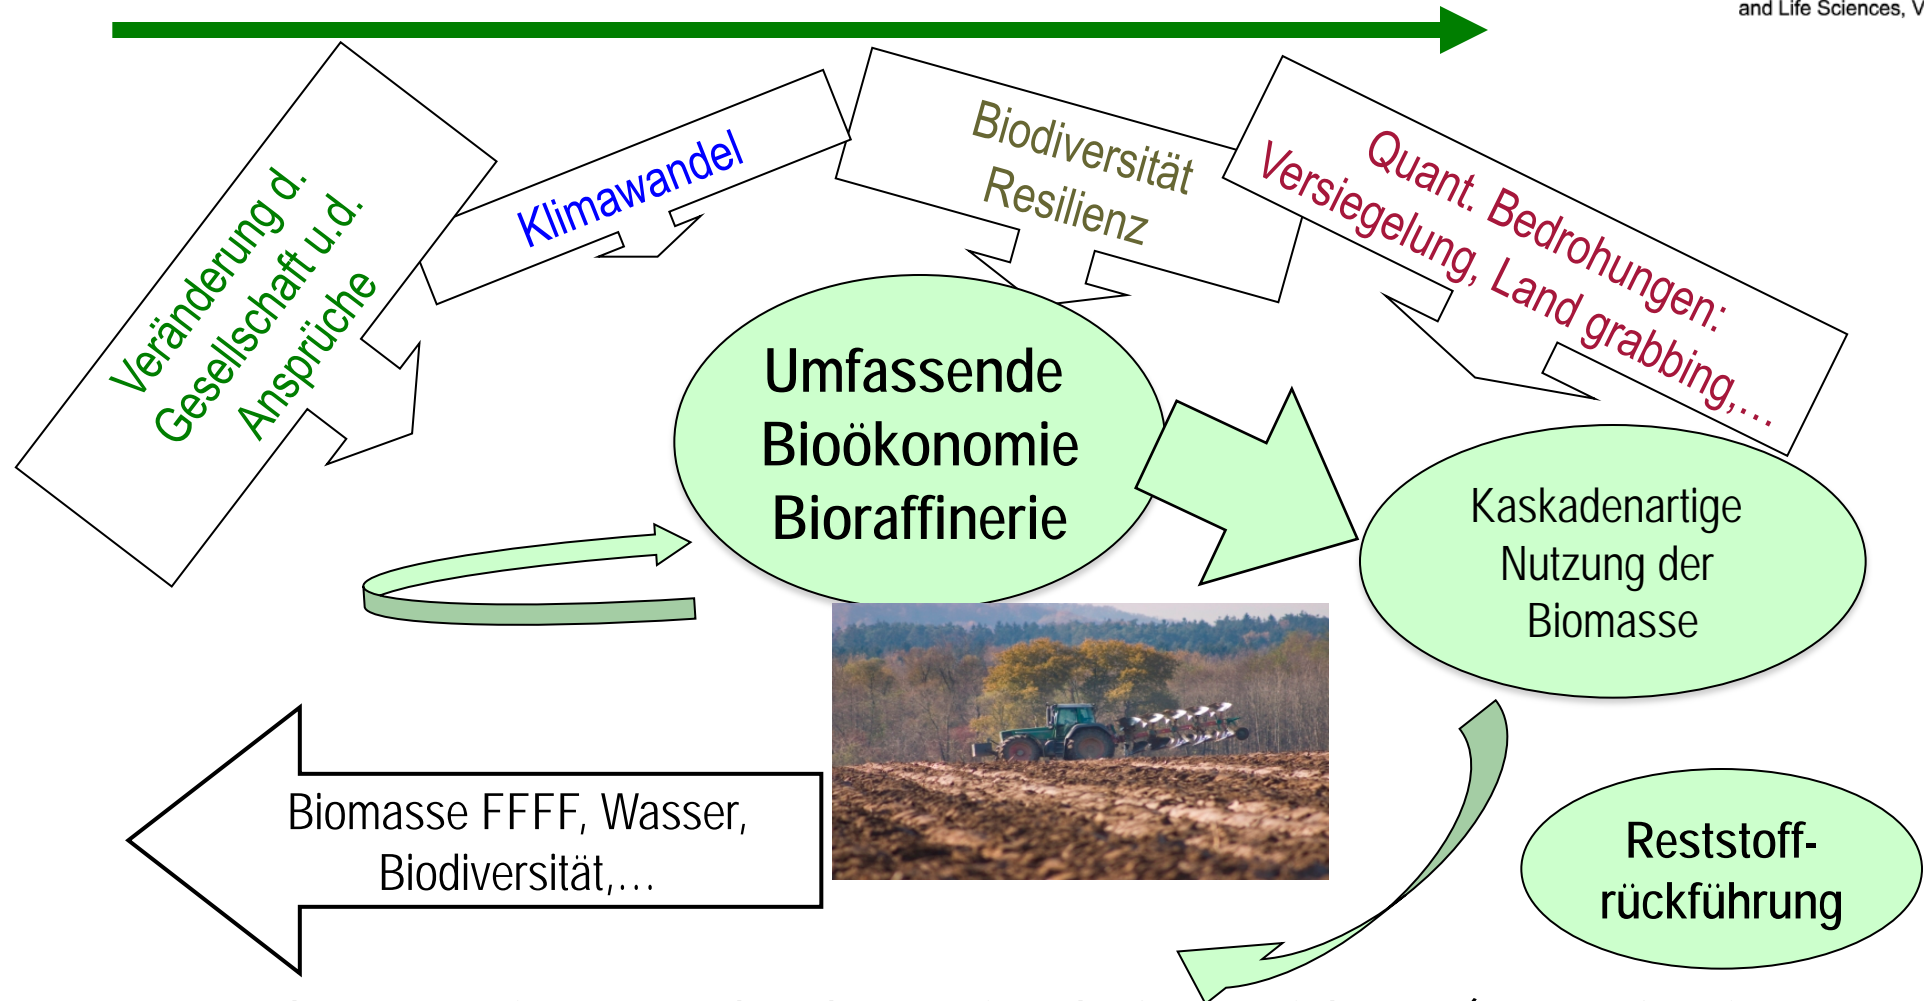 and Life Sciences, V
Veränderung d.
Gesellschaft u.d.
Ansprüche
Klimawandel
Biodiversität
Resilienz
Quant. Bedrohungen:
Versiegelung, Land grabbing,…
Umfassende
Bioökonomie
Bioraffinerie
Kaskadenartige
Nutzung der
Biomasse
Biomasse FFFF, Wasser,
Biodiversität,…
Reststoff-
rückführung